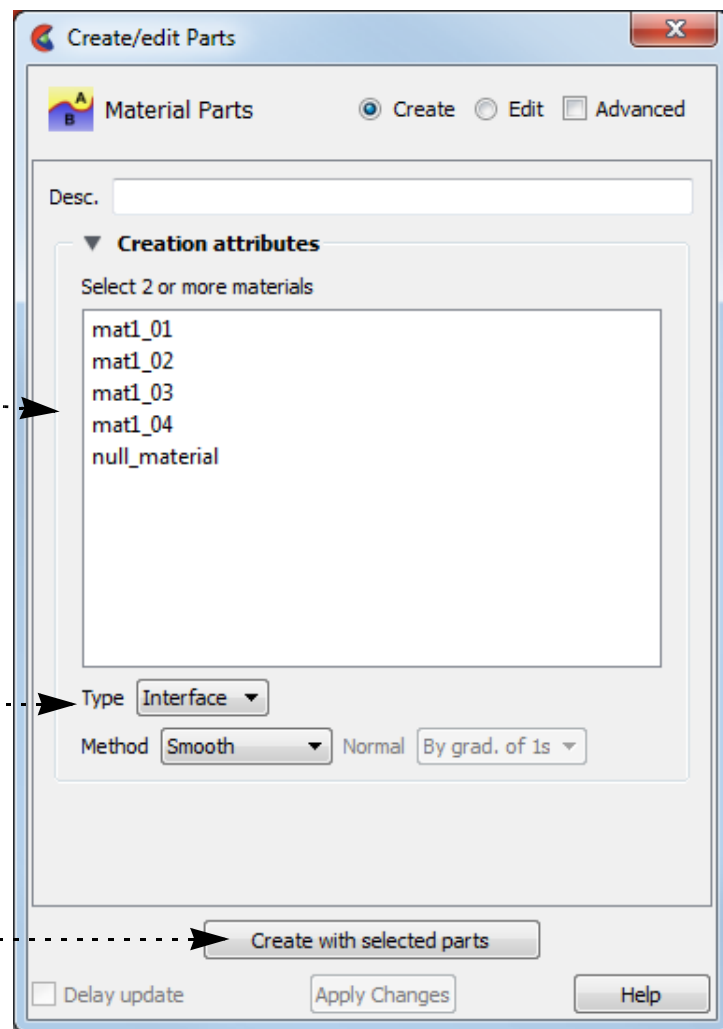 Create/edit Parts
A
B
Material Parts Create Edit Advanced
Desc.
Creation attributes
Select 2 or more materials
mat1_01
mat1_02
mat1_03
mat1_04
null_material
Type Interface
Method Smooth Normal By grad. of 1s
Create with selected parts
Delay update Apply Changes Help